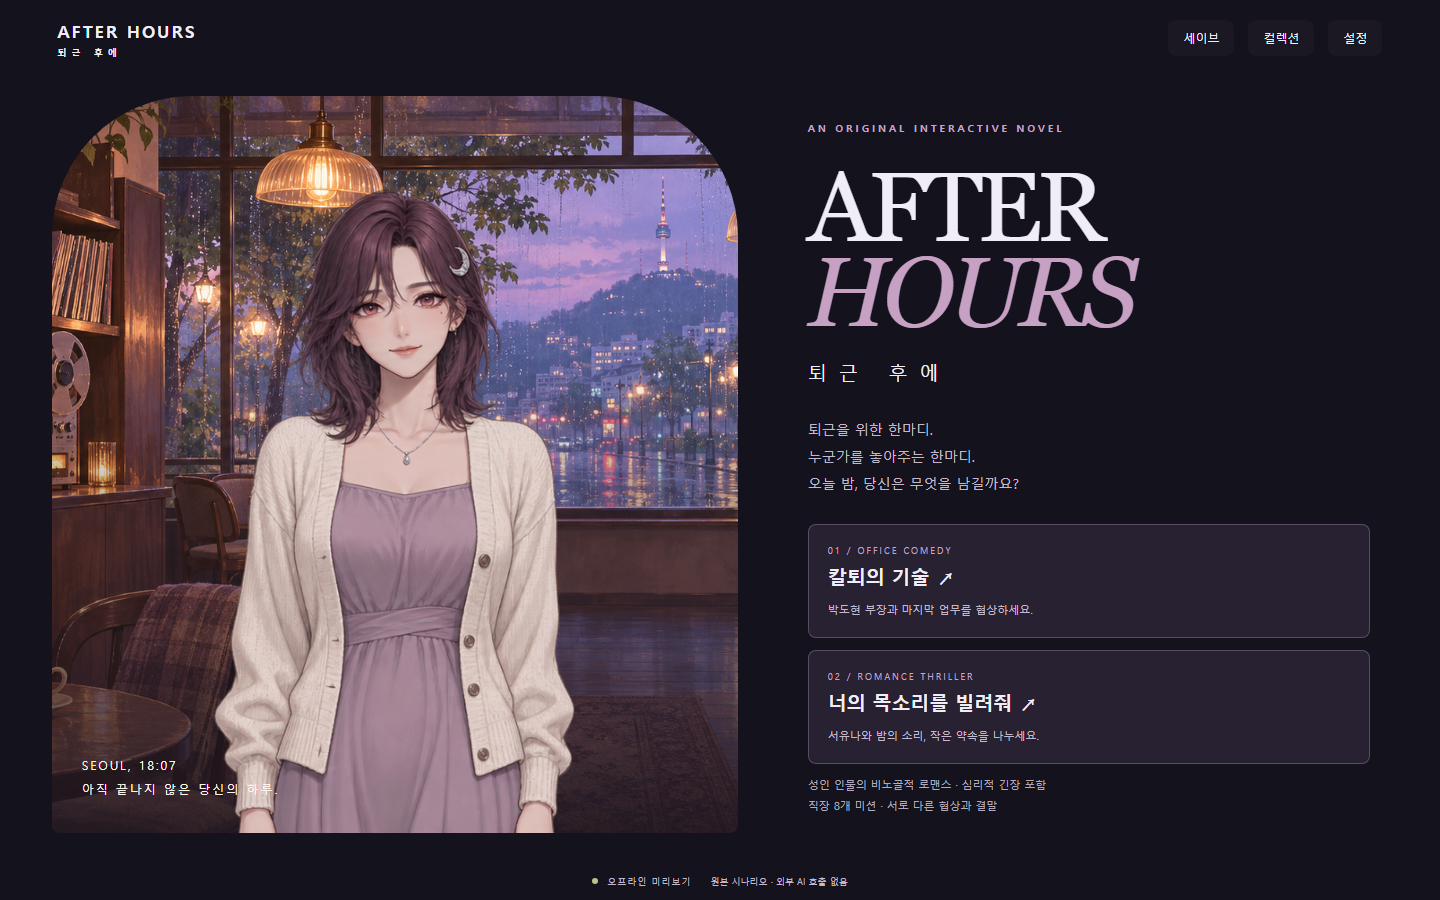 AFTER HOURS
퇴근 후에
세이브
컬렉션
설정
AN ORIGINAL INTERACTIVE NOVEL
AFTER
HOURS
퇴근 후에
퇴근을 위한 한마디.
누군가를 놓아주는 한마디.
오늘 밤, 당신은 무엇을 남길까요?
01 / OFFICE COMEDY
칼퇴의 기술 ↗
박도현 부장과 마지막 업무를 협상하세요.
02 / ROMANCE THRILLER
너의 목소리를 빌려줘 ↗
서유나와 밤의 소리, 작은 약속을 나누세요.
성인 인물의 비노골적 로맨스 · 심리적 긴장 포함
직장 8개 미션 · 서로 다른 협상과 결말
SEOUL, 18:07
아직 끝나지 않은 당신의 하루.
오프라인 미리보기 원본 시나리오 · 외부 AI 호출 없음